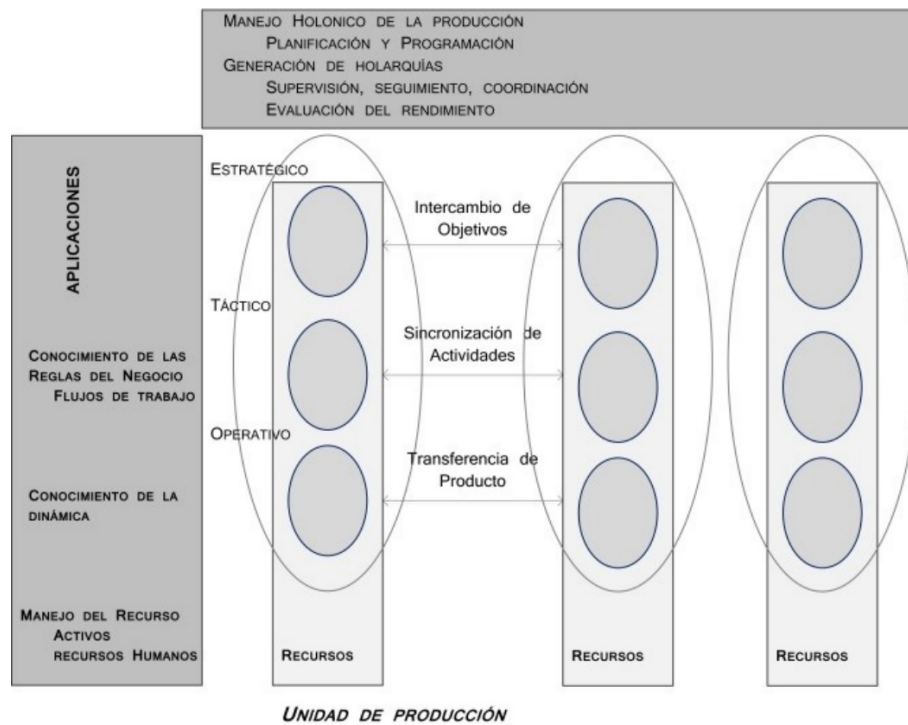 MANEJO HOLONICO DE LA PRODUCCIÓN
PLANIFICACIÓN Y PROGRAMACIÓN
GENERACIÓN DE HOLARQUÍAS
SUPERVISIÓN, SEGUIMIENTO, COORDINACIÓN
EVALUACIÓN DEL RENDIMIENTO
APLICACIONES
CONOCIMIENTO DE LAS
REGLAS DEL NEGOCIO
FLUJOS DE TRABAJO
CONOCIMIENTO DE LA
DINÁMICA
MANEJO DEL RECURSO
ACTIVOS
RECURSOS HUMANOS
ESTRATÉGICO
TÁCTICO
OPERATIVO
Intercambio de
Objetivos
Sincronización de
Actividades
Transferencia de
Producto
RECURSOS
RECURSOS
RECURSOS
UNIDAD DE PRODUCCIÓN